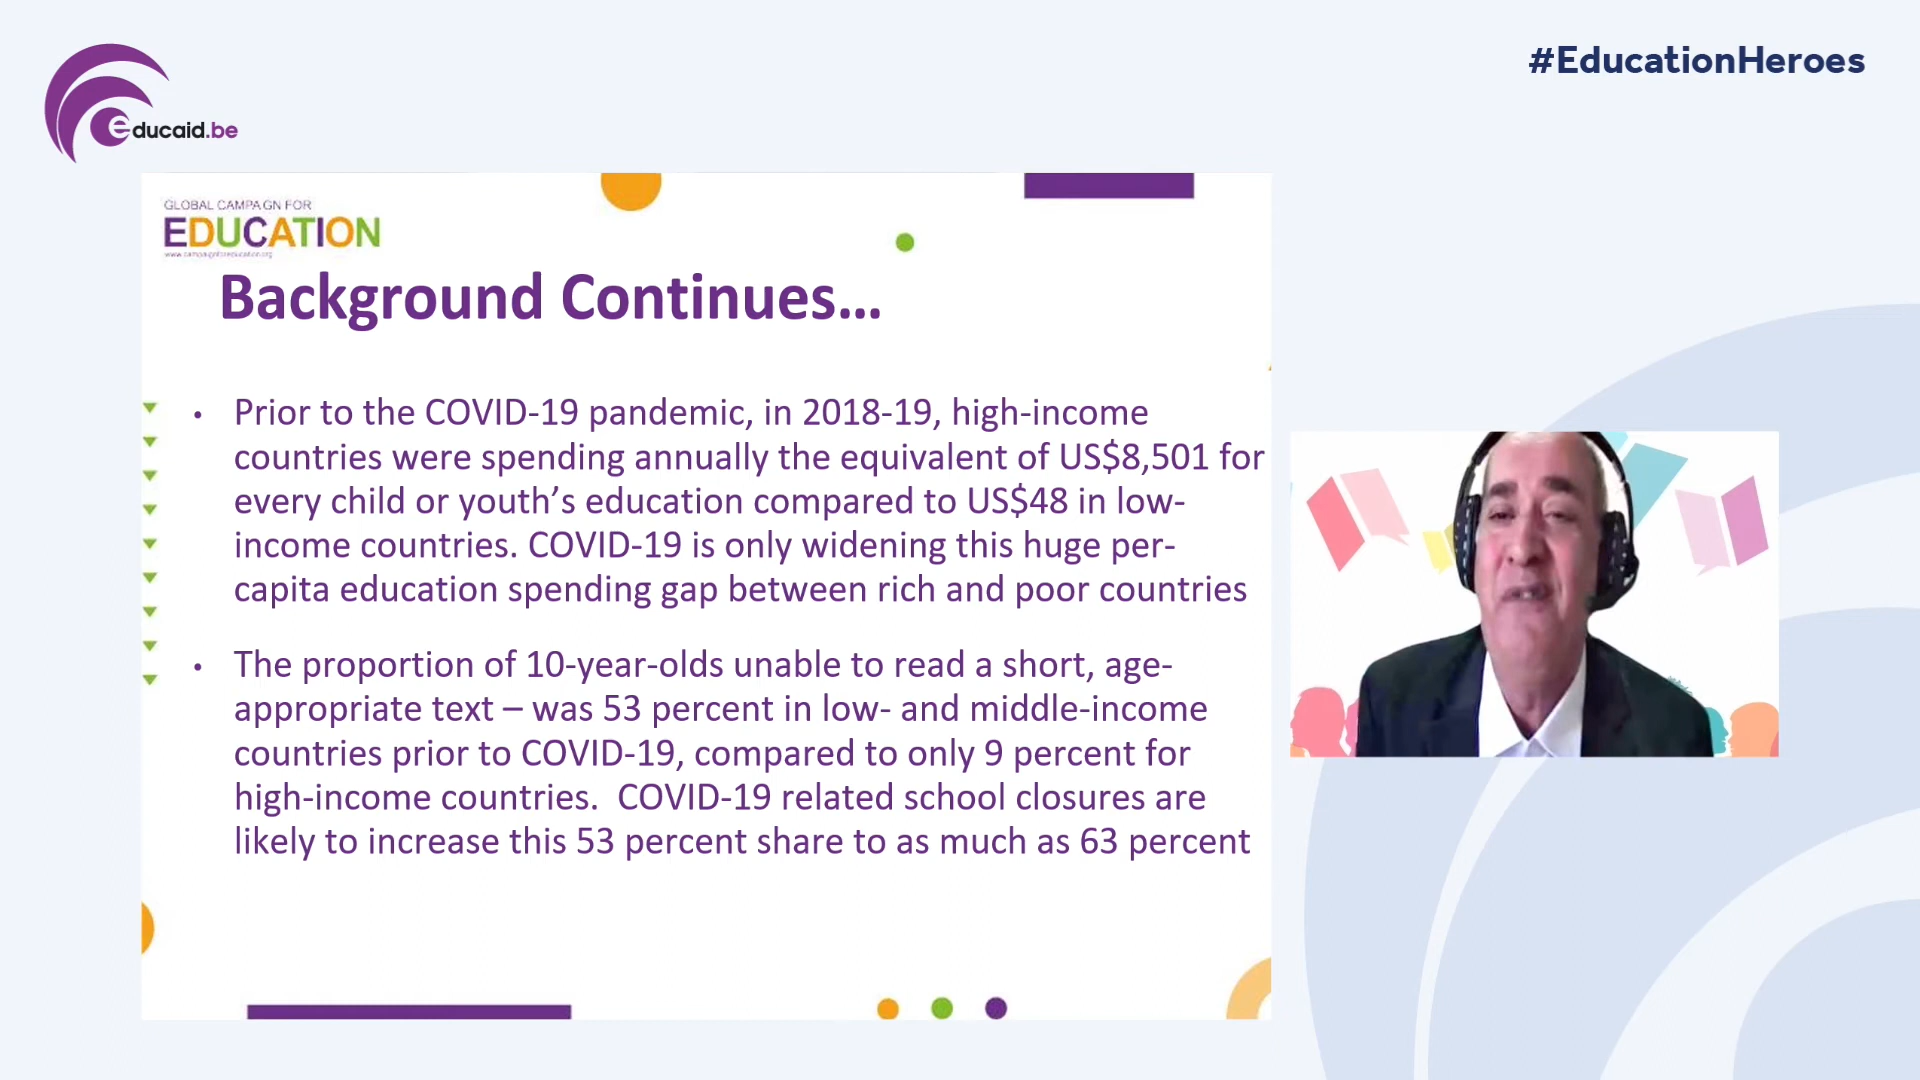 #EducationHeroes
educaid.be
GLOBAL CAMPAIGN FOR
EDUCATION
www.campaignforeducation.org
Background Continues...
• Prior to the COVID-19 pandemic, in 2018-19, high-income
countries were spending annually the equivalent of US$8,501 for
every child or youth’s education compared to US$48 in low-
income countries. COVID-19 is only widening this huge per-
capita education spending gap between rich and poor countries
• The proportion of 10-year-olds unable to read a short, age-
appropriate text – was 53 percent in low- and middle-income
countries prior to COVID-19, compared to only 9 percent for
high-income countries.  COVID-19 related school closures are
likely to increase this 53 percent share to as much as 63 percent